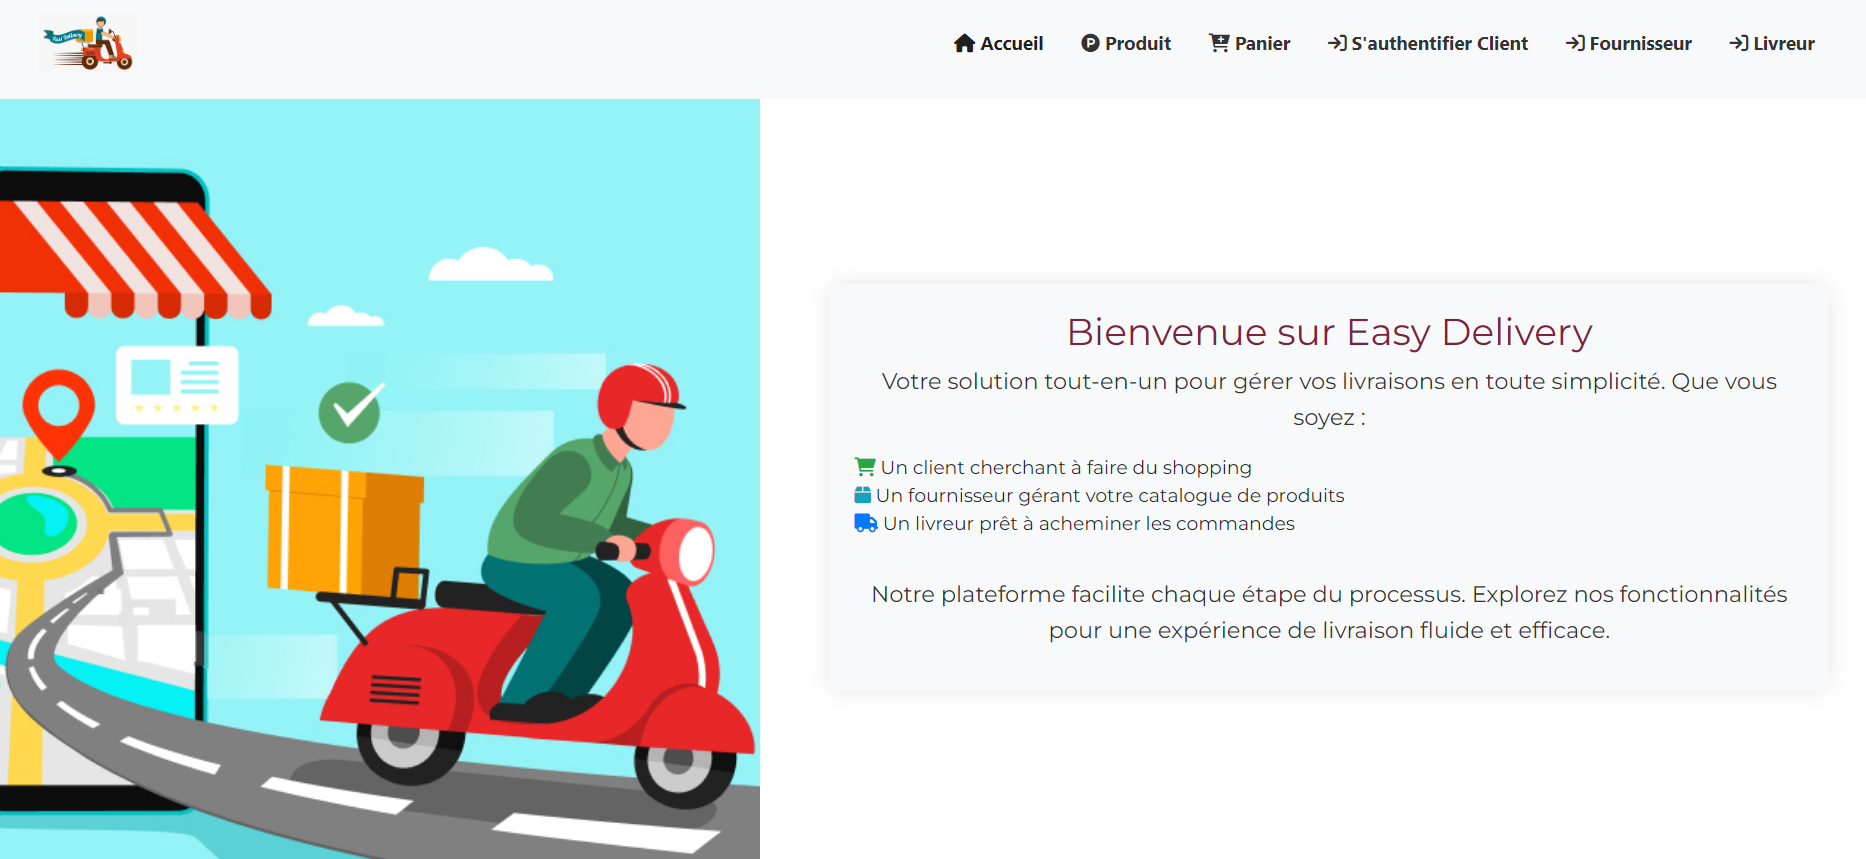 Fast Delivery
Accueil
Produit
Panier
S'authentifier Client
Fournisseur
Livreur
Bienvenue sur Easy Delivery
Votre solution tout-en-un pour gérer vos livraisons en toute simplicité. Que vous
soyez :
Un client cherchant à faire du shopping
Un fournisseur gérant votre catalogue de produits
Un livreur prêt à acheminer les commandes
Notre plateforme facilite chaque étape du processus. Explorez nos fonctionnalités
pour une expérience de livraison fluide et efficace.